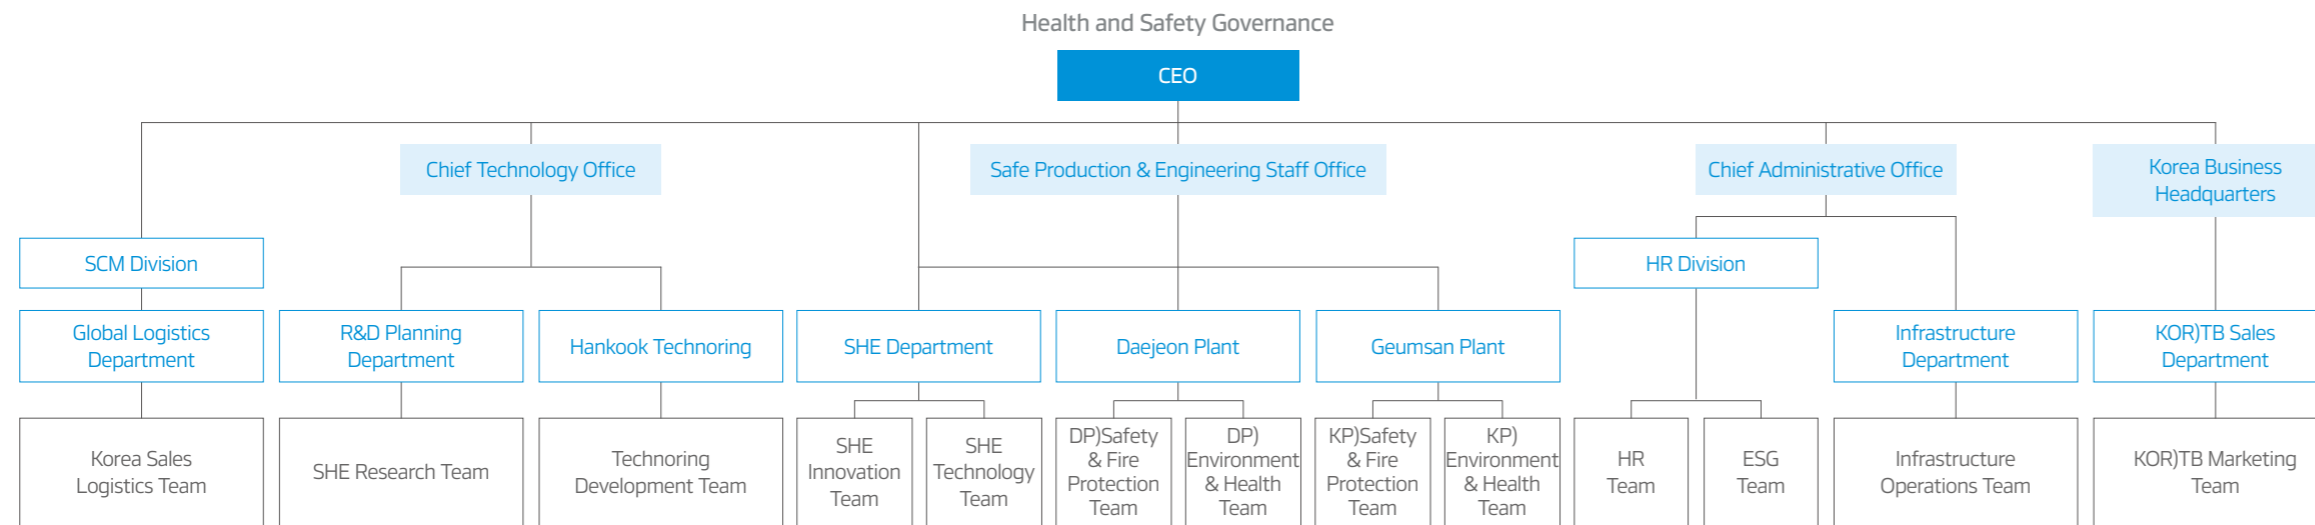 Health and Safety Governance
CEO
Chief Technology Office
Safe Production & Engineering Staff Office
Chief Administrative Office
Korea Business
Headquarters
SCM Division
HR Division
Global Logistics
Department
R&D Planning
Department
Hankook Technoring
SHE Department
Daejeon Plant
Geumsan Plant
Infrastructure
Department
KOR)TB Sales
Department
Korea Sales
Logistics Team
SHE Research Team
Technoring
Development Team
SHE
Innovation
Team
SHE
Technology
Team
DP)Safety
& Fire
Protection
Team
DP)
Environment
& Health
Team
KP)Safety
& Fire
Protection
Team
KP)
Environment
& Health
Team
HR
Team
ESG
Team
Infrastructure
Operations Team
KOR)TB Marketing
Team